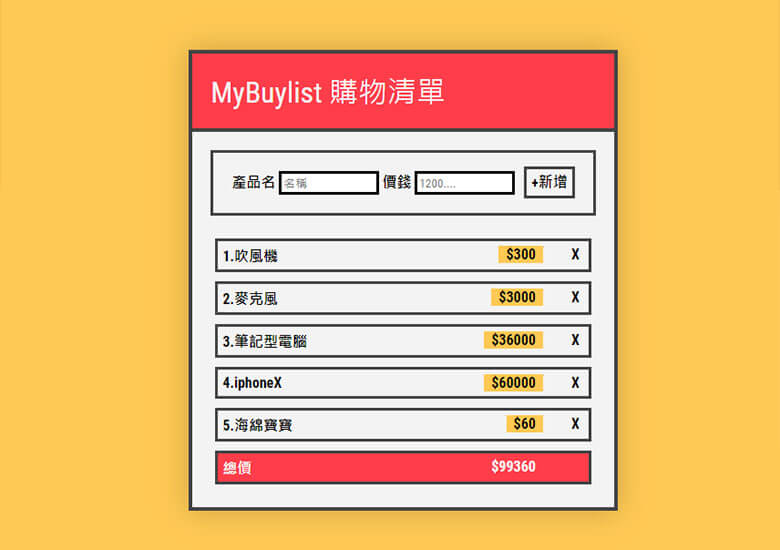 MyBuylist 購物清單
產品名 名稱 價錢 1200.... +新增
1.吹風機 $300 X
2.麥克風 $3000 X
3.筆記型電腦 $36000 X
4.iphoneX $60000 X
5.海綿寶寶 $60 X
總價 $99360